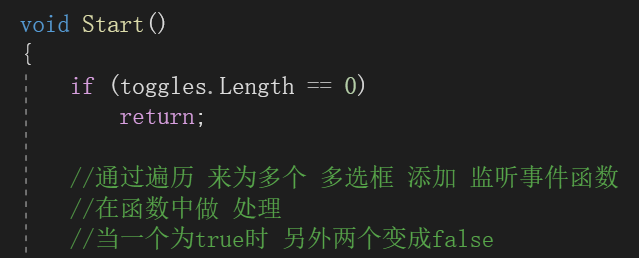 void Start()
{
if (toggles.Length == 0)
return;
//通过遍历 来为多个 多选框 添加 监听事件函数
//在函数中做 处理
//当一个为true时 另外两个变成false